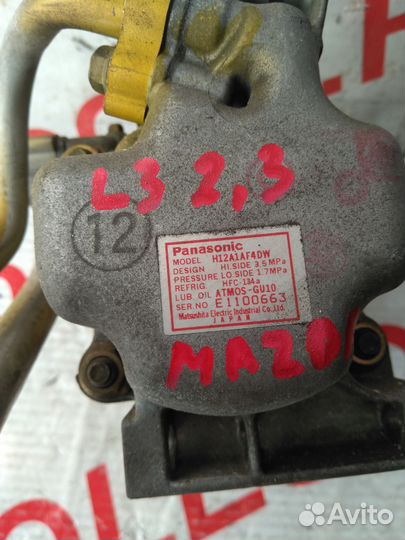 L3 2,3
12
Panasonic
MODEL H12A1AF4DW
DESIGN HI.SIDE 3.5MPa
PRESSURE LO.SIDE 1.7MPa
REFRIG. HFC-134a
LUB. OIL ATMOS-GU10
SER.NO E1100663
Matsushita Electric Industrial Co.,Ltd.
JAPAN
MAZD
Avito